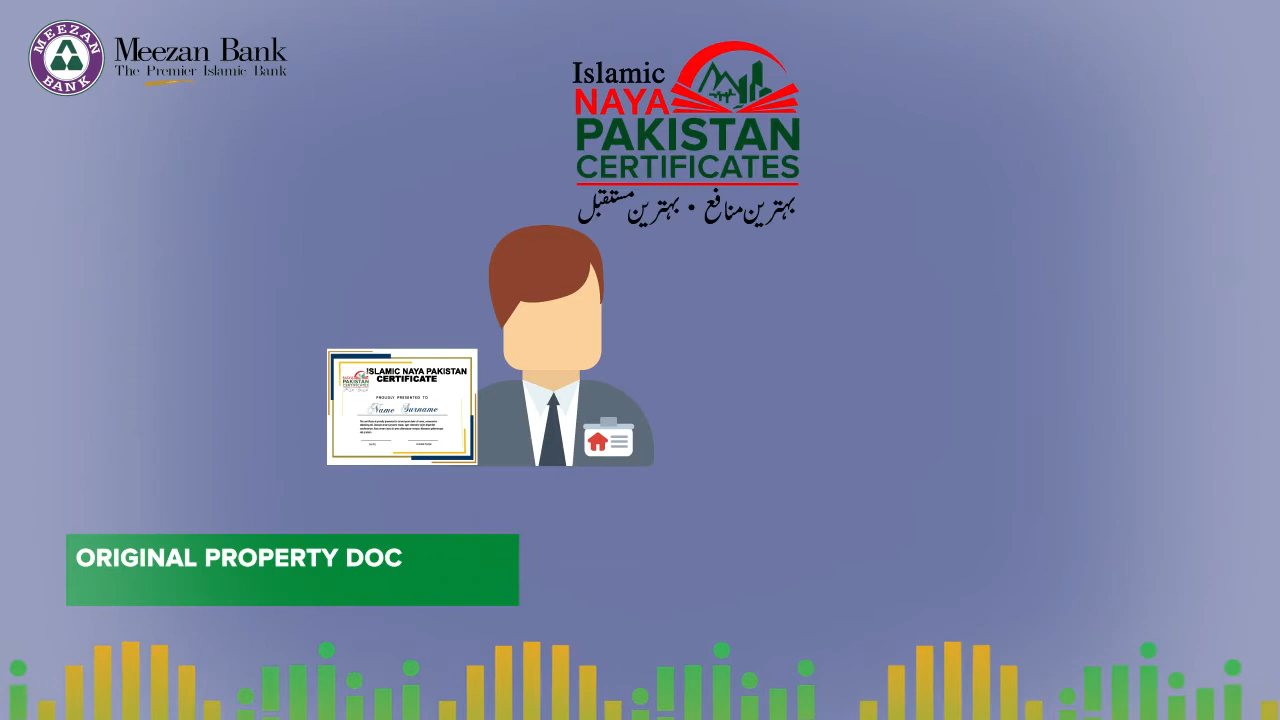 MEEZAN BANK
Meezan Bank
The Premier Islamic Bank
Islamic
NAYA
PAKISTAN
CERTIFICATES
بہترین منافع • بہترین مستقبل
ISLAMIC NAYA PAKISTAN
CERTIFICATE
PROUDLY PRESENTED TO
Name Surname
ORIGINAL PROPERTY DOC